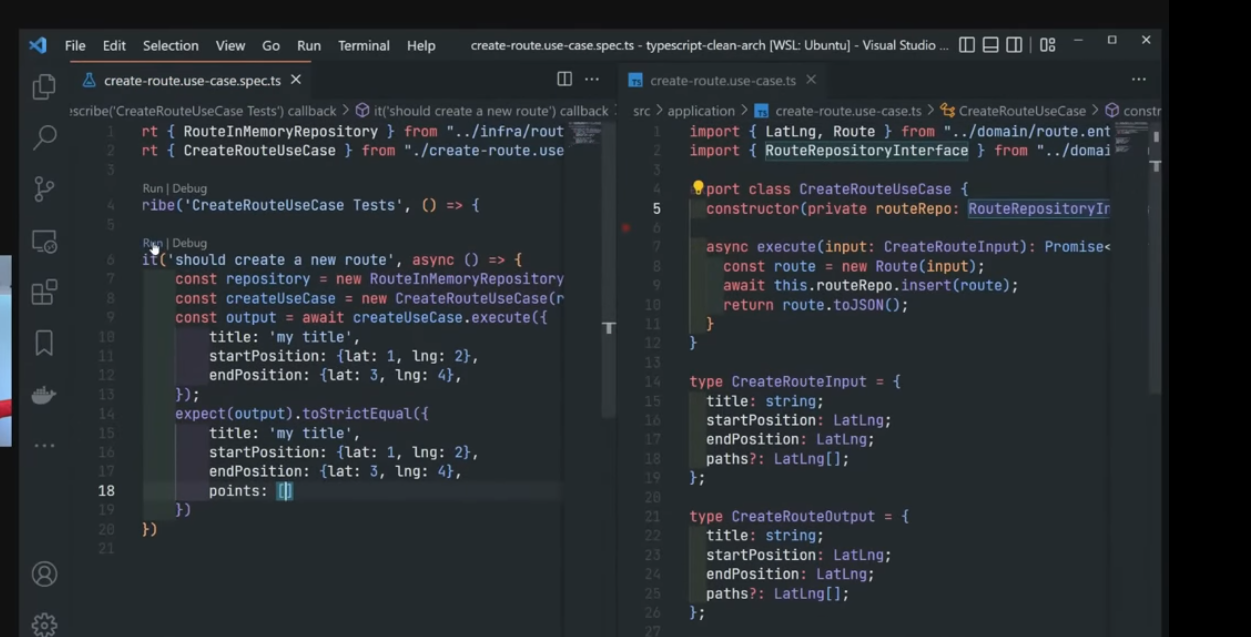 File Edit Selection View Go Run Terminal Help create-route.use-case.spec.ts - typescript-clean-arch [WSL: Ubuntu] - Visual Studio ...
create-route.use-case.spec.ts
scribe('CreateRouteUseCase Tests') callback > it('should create a new route') callback
1 rt { RouteInMemoryRepository } from "../infra/rout
2 rt { CreateRouteUseCase } from "./create-route.use
3
Run | Debug
4 ribe('CreateRouteUseCase Tests', () => {
5
Run | Debug
6 it('should create a new route', async () => {
7 const repository = new RouteInMemoryRepository
8 const createUseCase = new CreateRouteUseCase(r
9 const output = await createUseCase.execute({
10 title: 'my title',
11 startPosition: {lat: 1, lng: 2},
12 endPosition: {lat: 3, lng: 4},
13 });
14 expect(output).toStrictEqual({
15 title: 'my title',
16 startPosition: {lat: 1, lng: 2},
17 endPosition: {lat: 3, lng: 4},
18 points: []
19 })
20 })
21
TS create-route.use-case.ts
src > application > TS create-route.use-case.ts > CreateRouteUseCase > constr
1 import { LatLng, Route } from "../domain/route.ent
2 import { RouteRepositoryInterface } from "../domai
3
4 port class CreateRouteUseCase {
5 constructor(private routeRepo: RouteRepositoryIn
6
7 async execute(input: CreateRouteInput): Promise<
8 const route = new Route(input);
9 await this.routeRepo.insert(route);
10 return route.toJSON();
11 }
12 }
13
14 type CreateRouteInput = {
15 title: string;
16 startPosition: LatLng;
17 endPosition: LatLng;
18 paths?: LatLng[];
19 };
20
21 type CreateRouteOutput = {
22 title: string;
23 startPosition: LatLng;
24 endPosition: LatLng;
25 paths?: LatLng[];
26 };
27